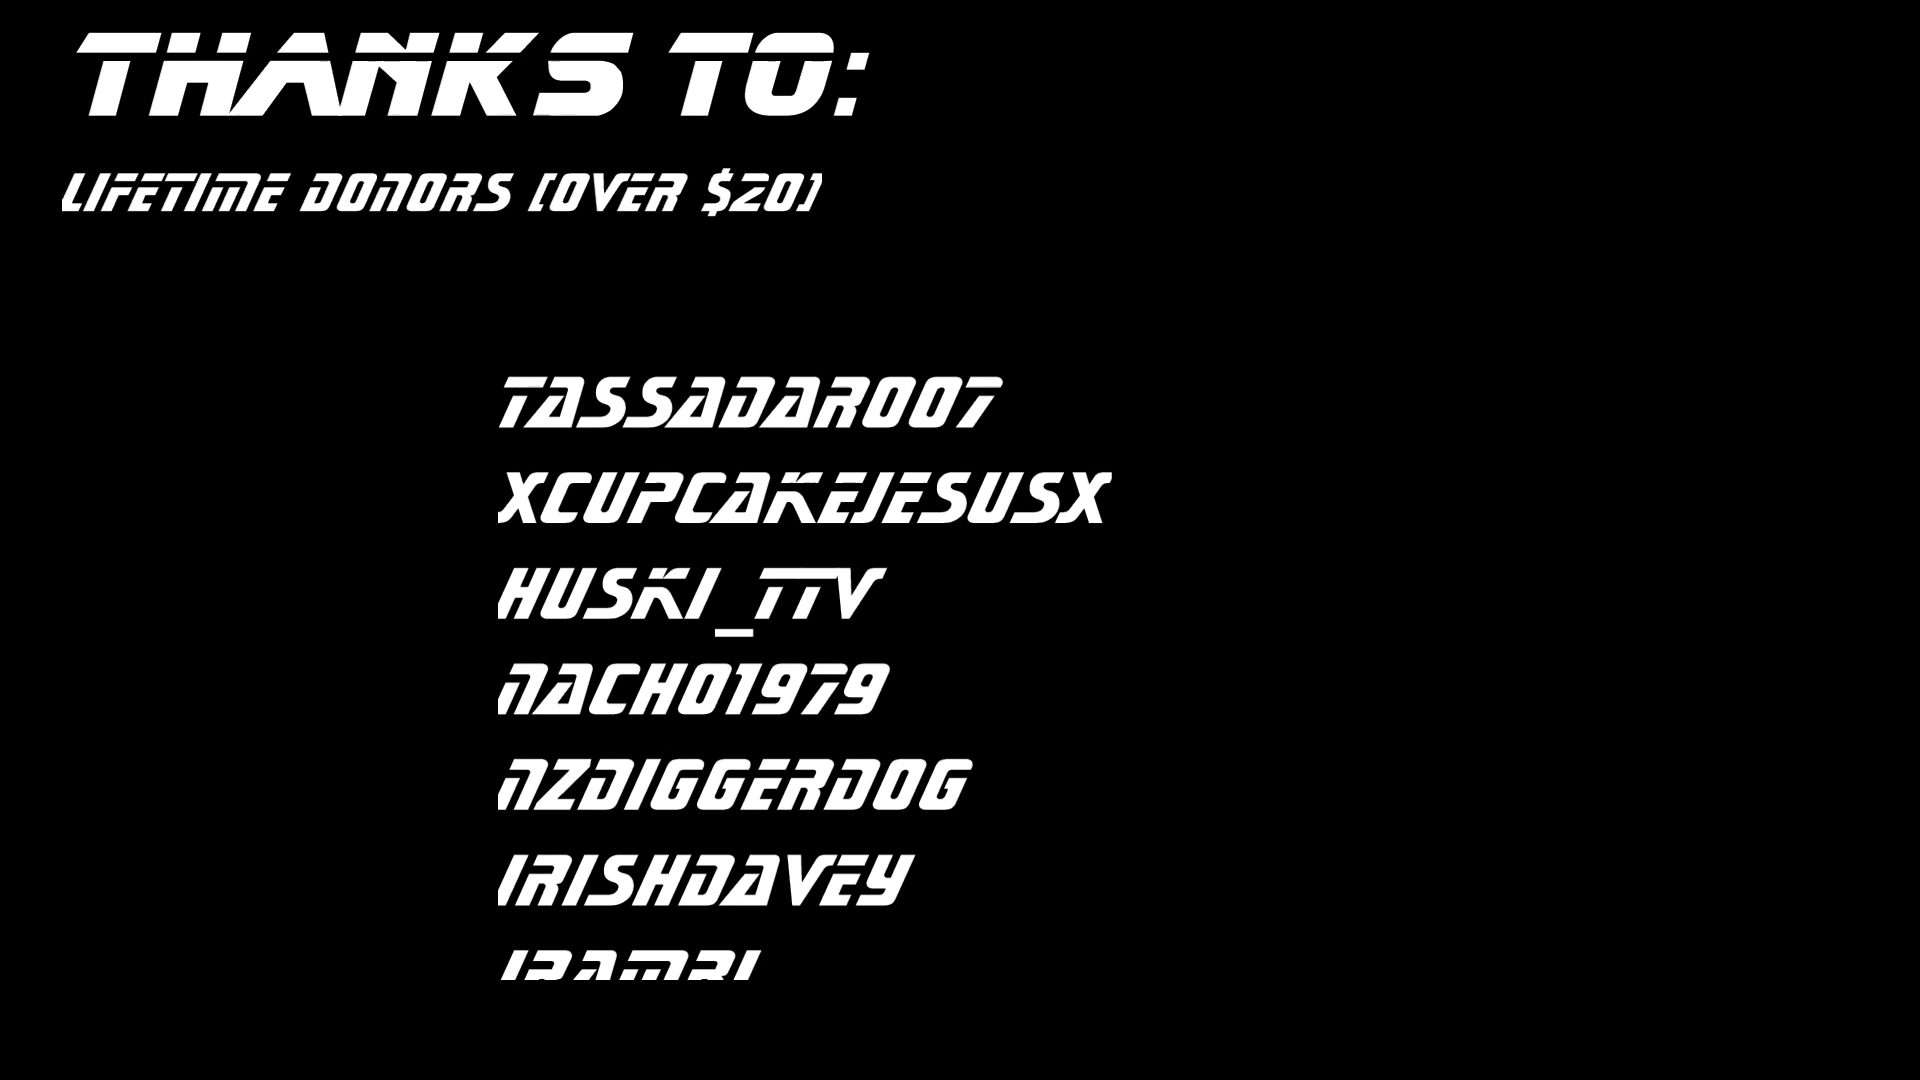 THANKS TO:
LIFETIME DONORS [OVER $20]
TASSADAR007
XCUPCAKEJESUSX
HUSKI_TTV
NACHO1979
NZDIGGERDOG
IRISHDAVEY